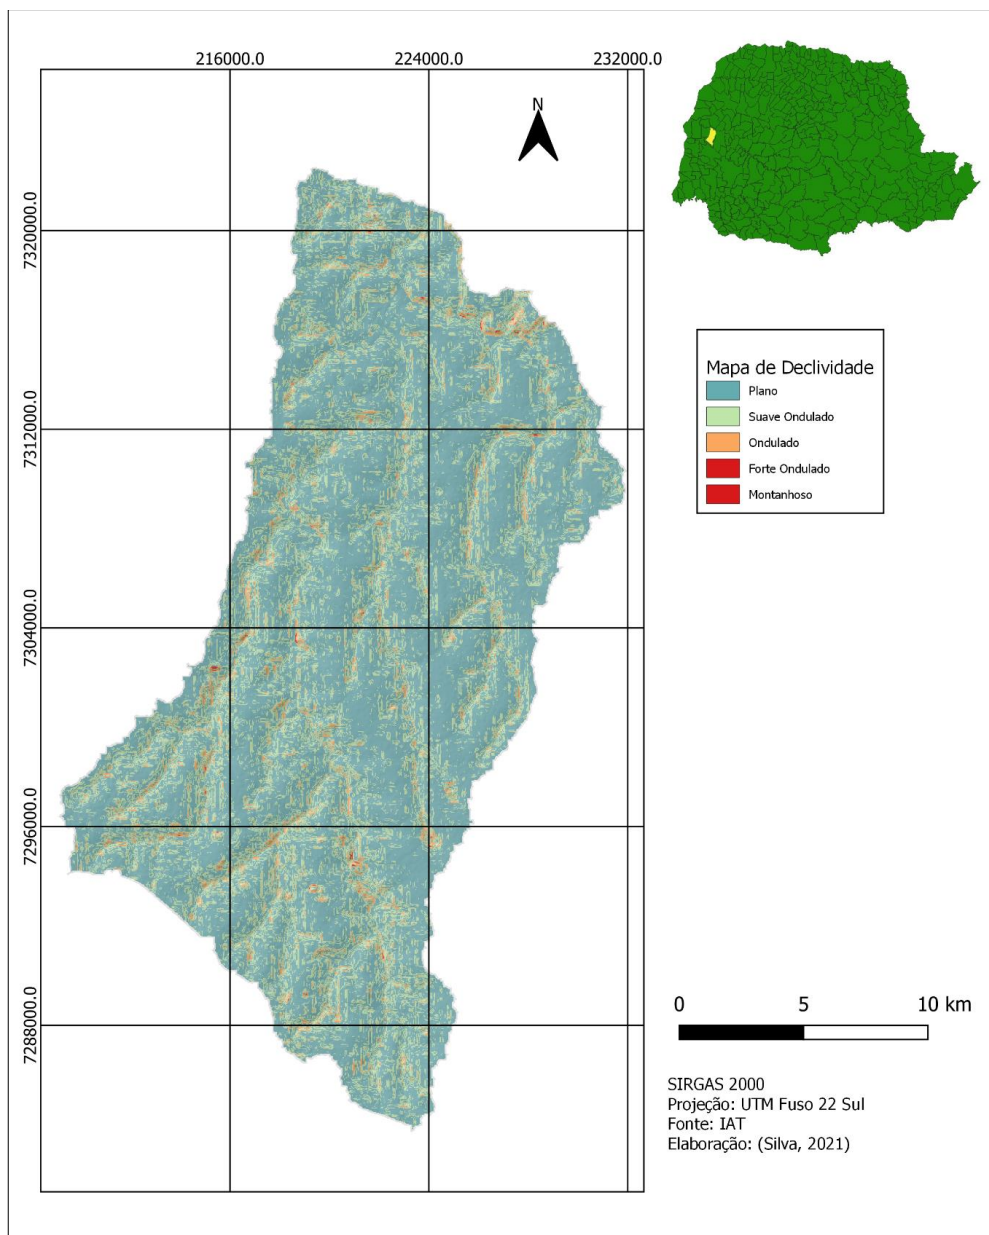 216000.0
224000.0
232000.0
N
7320000.0
7312000.0
7304000.0
7296000.0
7288000.0
Mapa de Declividade
Plano
Suave Ondulado
Ondulado
Forte Ondulado
Montanhoso
0
5
10 km
SIRGAS 2000
Projeção: UTM Fuso 22 Sul
Fonte: IAT
Elaboração: (Silva, 2021)